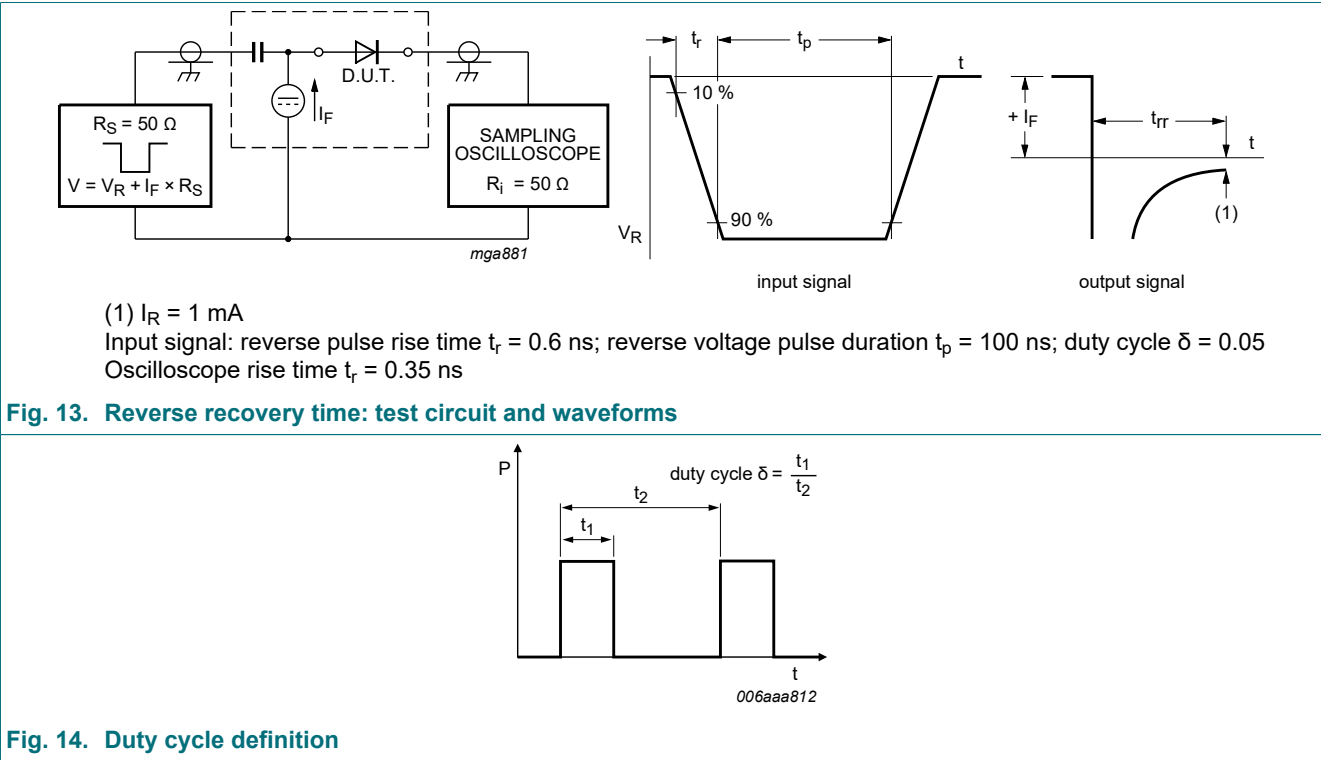 D.U.T.
I_F
R_S = 50 Ω
V = V_R + I_F × R_S
SAMPLING
OSCILLOSCOPE
R_i = 50 Ω
mga881
t_r
t_p
t
10 %
90 %
V_R
input signal
+ I_F
t_rr
t
(1)
output signal
(1) I_R = 1 mA
Input signal: reverse pulse rise time t_r = 0.6 ns; reverse voltage pulse duration t_p = 100 ns; duty cycle δ = 0.05
Oscilloscope rise time t_r = 0.35 ns
Fig. 13. Reverse recovery time: test circuit and waveforms
P
duty cycle δ = t_1/t_2
t_2
t_1
t
006aaa812
Fig. 14. Duty cycle definition